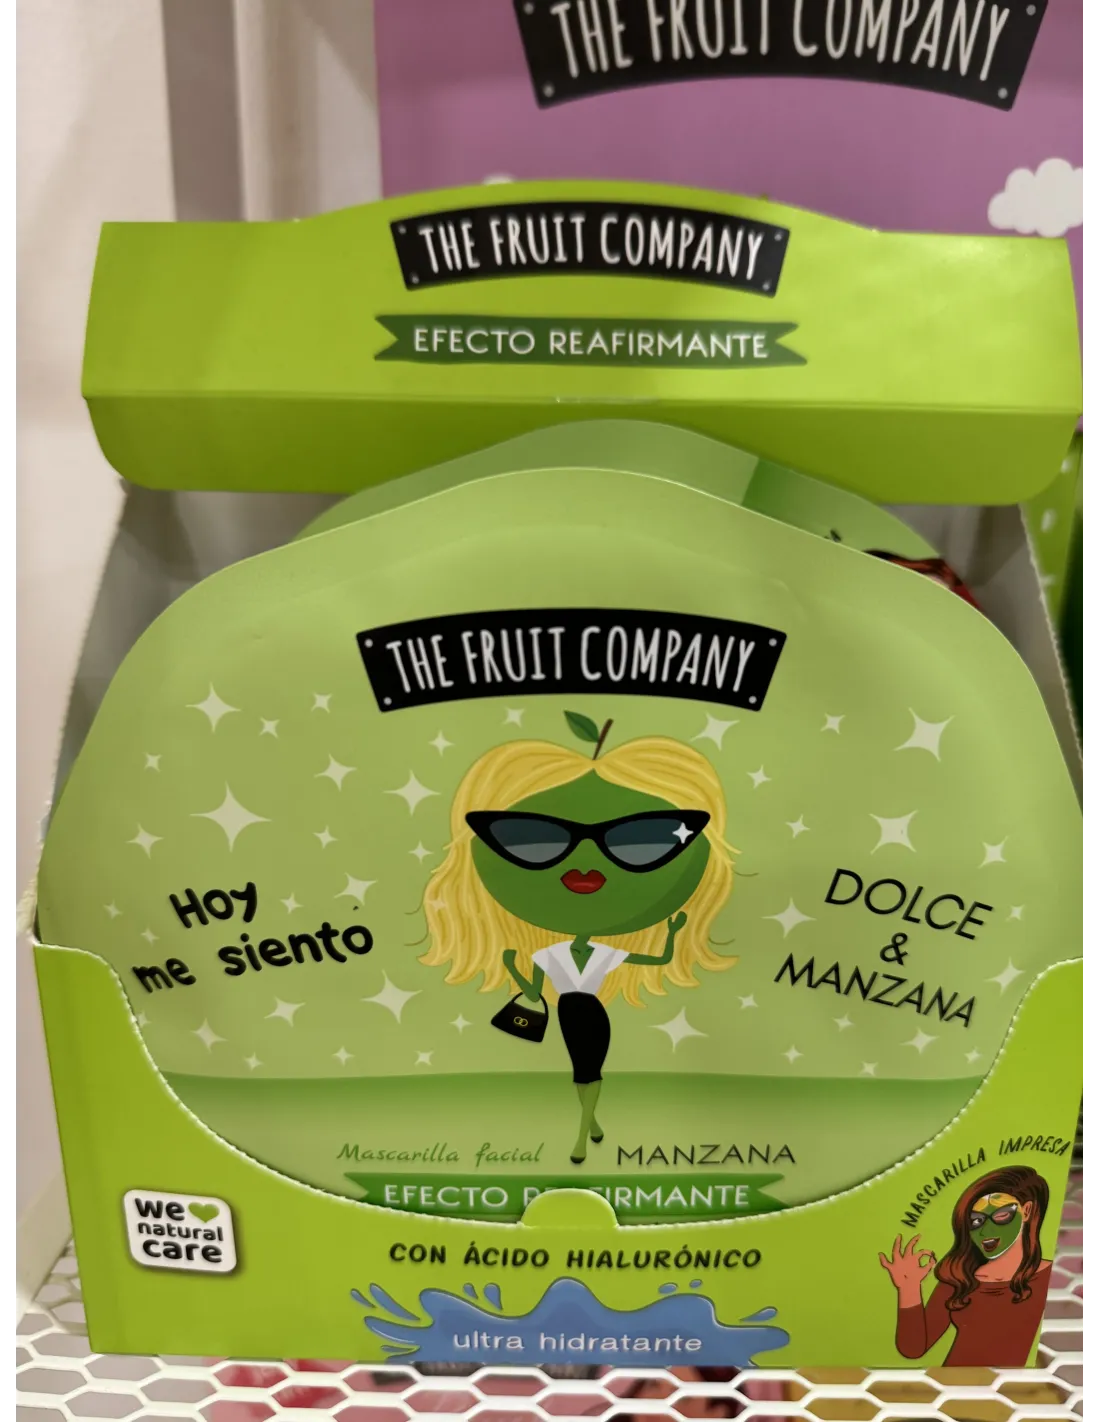 THE FRUIT COMPANY
THE FRUIT COMPANY
EFECTO REAFIRMANTE
THE FRUIT COMPANY
Hoy
me siento
DOLCE
&
MANZANA
Mascarilla facial
MANZANA
EFECTO REAFIRMANTE
we
natural
care
CON ÁCIDO HIALURÓNICO
ultra hidratante
MASCARILLA IMPRESA